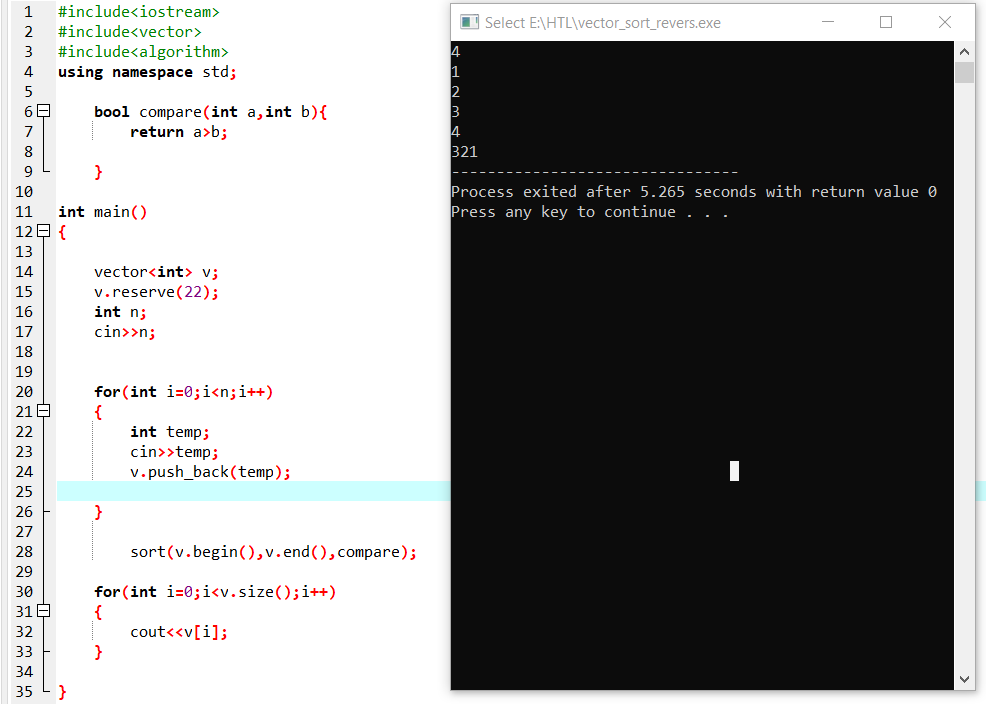 1 #include<iostream>
2 #include<vector>
3 #include<algorithm>
4 using namespace std;
5
6 bool compare(int a,int b){
7 return a>b;
8
9 }
10
11 int main()
12 {
13
14 vector<int> v;
15 v.reserve(22);
16 int n;
17 cin>>n;
18
19
20 for(int i=0;i<n;i++)
21 {
22 int temp;
23 cin>>temp;
24 v.push_back(temp);
25
26 }
27
28 sort(v.begin(),v.end(),compare);
29
30 for(int i=0;i<v.size();i++)
31 {
32 cout<<v[i];
33 }
34
35 }
Select E:\HTL\vector_sort_revers.exe
4
1
2
3
4
321
--------------------------------
Process exited after 5.265 seconds with return value 0
Press any key to continue . . .